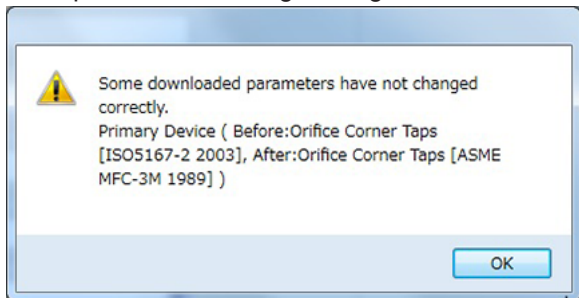 Some downloaded parameters have not changed
correctly.
Primary Device ( Before:Orifice Corner Taps
[ISO5167-2 2003], After:Orifice Corner Taps [ASME
MFC-3M 1989] )
OK